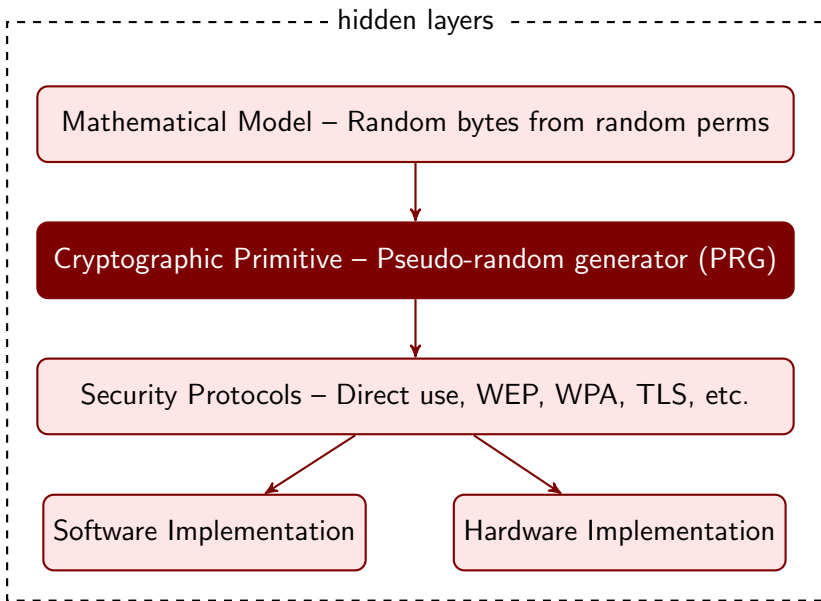 hidden layers
Mathematical Model – Random bytes from random perms
Cryptographic Primitive – Pseudo-random generator (PRG)
Security Protocols – Direct use, WEP, WPA, TLS, etc.
Software Implementation
Hardware Implementation